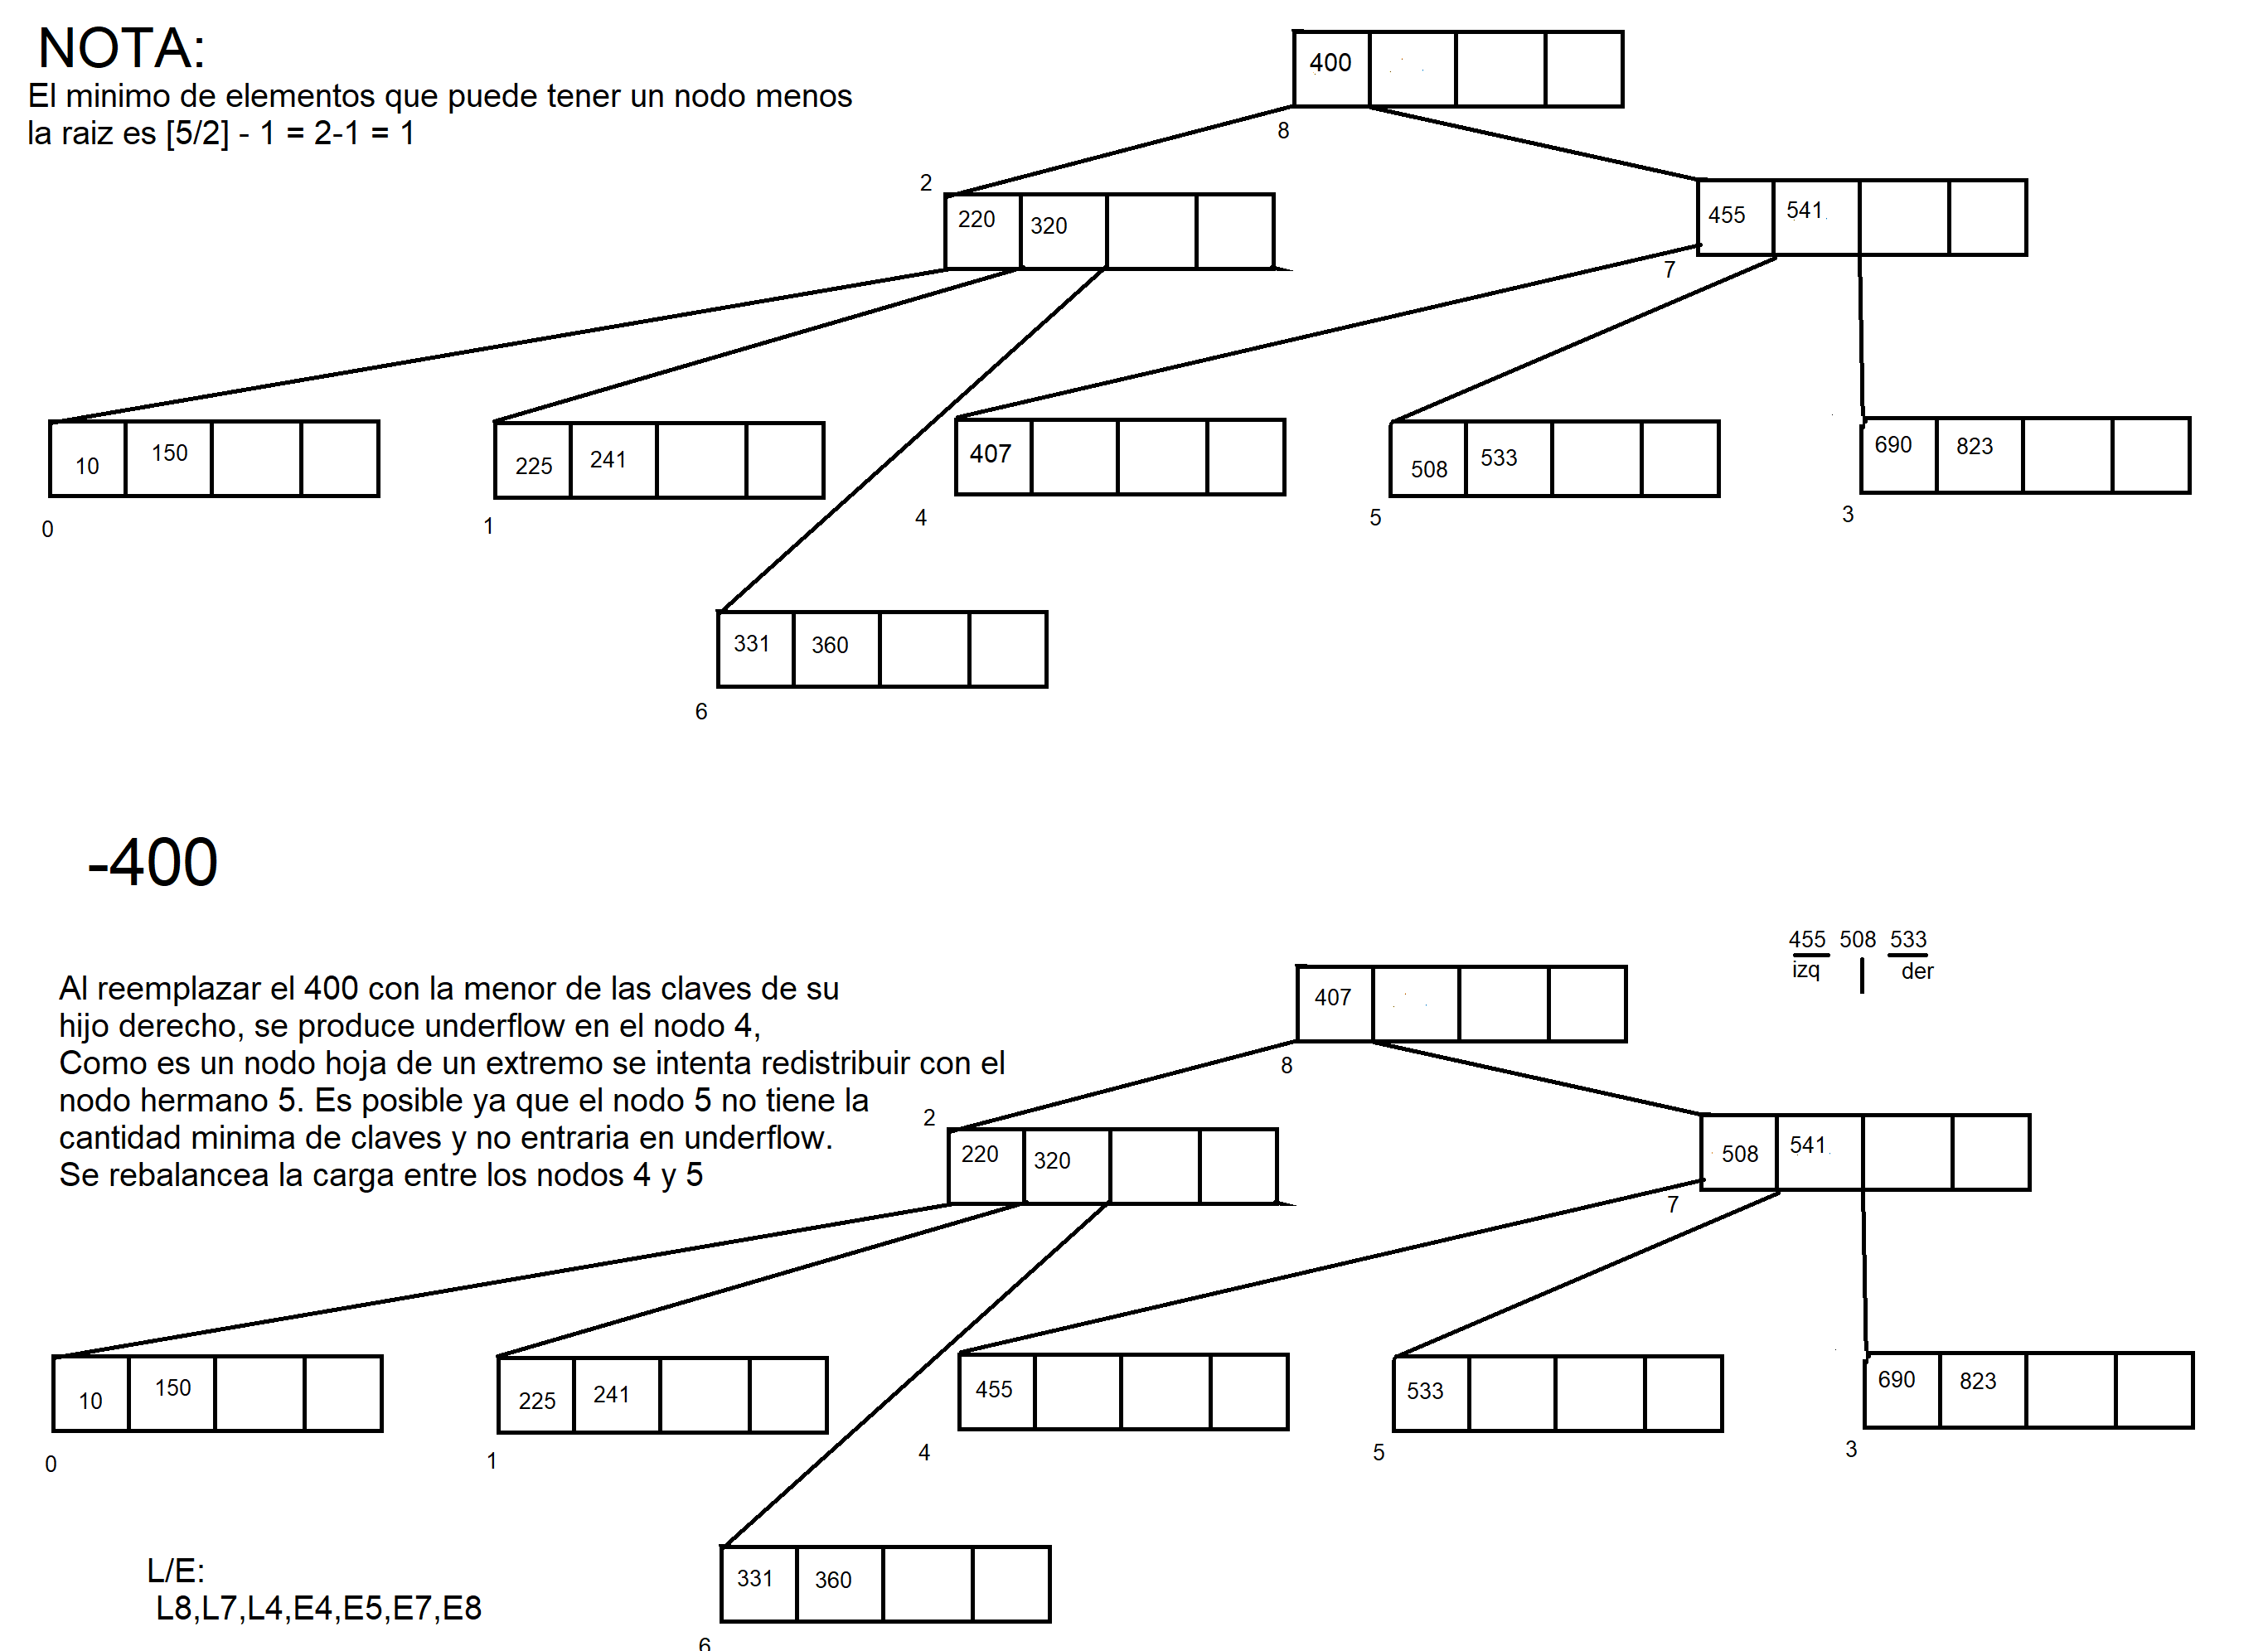 NOTA:
El minimo de elementos que puede tener un nodo menos
la raiz es [5/2] - 1 = 2-1 = 1
400
8
2
220 320
455 541
7
10 150
225 241
407
508 533
690 823
0
1
4
5
3
331 360
6
-400
455 508 533
izq der
Al reemplazar el 400 con la menor de las claves de su
hijo derecho, se produce underflow en el nodo 4,
Como es un nodo hoja de un extremo se intenta redistribuir con el
nodo hermano 5. Es posible ya que el nodo 5 no tiene la
cantidad minima de claves y no entraria en underflow.
Se rebalancea la carga entre los nodos 4 y 5
407
8
2
220 320
508 541
7
10 150
225 241
455
533
690 823
0
1
4
5
3
331 360
6
L/E:
L8,L7,L4,E4,E5,E7,E8